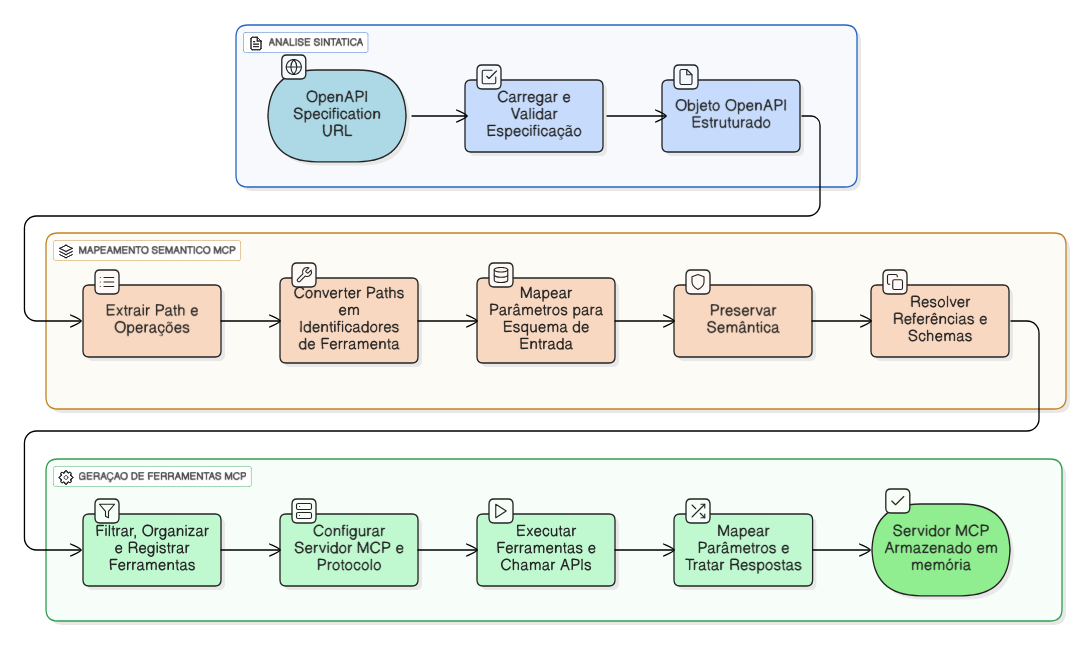 ANALISE SINTATICA
OpenAPI
Specification
URL
Carregar e
Validar
Especificação
Objeto OpenAPI
Estruturado
MAPEAMENTO SEMANTICO MCP
Extrair Path e
Operações
Converter Paths
em
Identificadores
de Ferramenta
Mapear
Parâmetros para
Esquema de
Entrada
Preservar
Semântica
Resolver
Referências e
Schemas
GERAÇAO DE FERRAMENTAS MCP
Filtrar, Organizar
e Registrar
Ferramentas
Configurar
Servidor MCP e
Protocolo
Executar
Ferramentas e
Chamar APIs
Mapear
Parâmetros e
Tratar Respostas
Servidor MCP
Armazenado em
memória